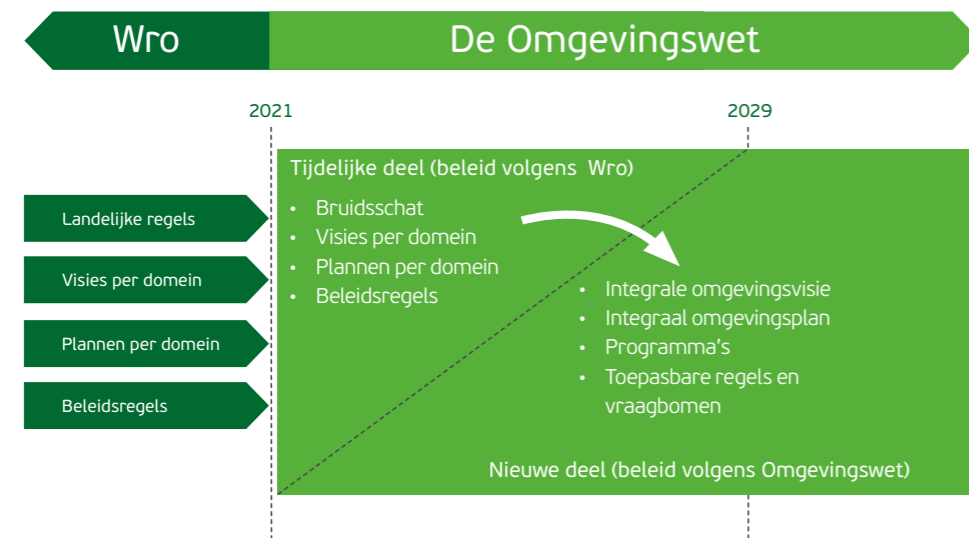 Wro
De Omgevingswet
2021
2029
Landelijke regels
Visies per domein
Plannen per domein
Beleidsregels
Tijdelijke deel (beleid volgens Wro)
• Bruidsschat
• Visies per domein
• Plannen per domein
• Beleidsregels
• Integrale omgevingsvisie
• Integraal omgevingsplan
• Programma's
• Toepasbare regels en
vraagbomen
Nieuwe deel (beleid volgens Omgevingswet)